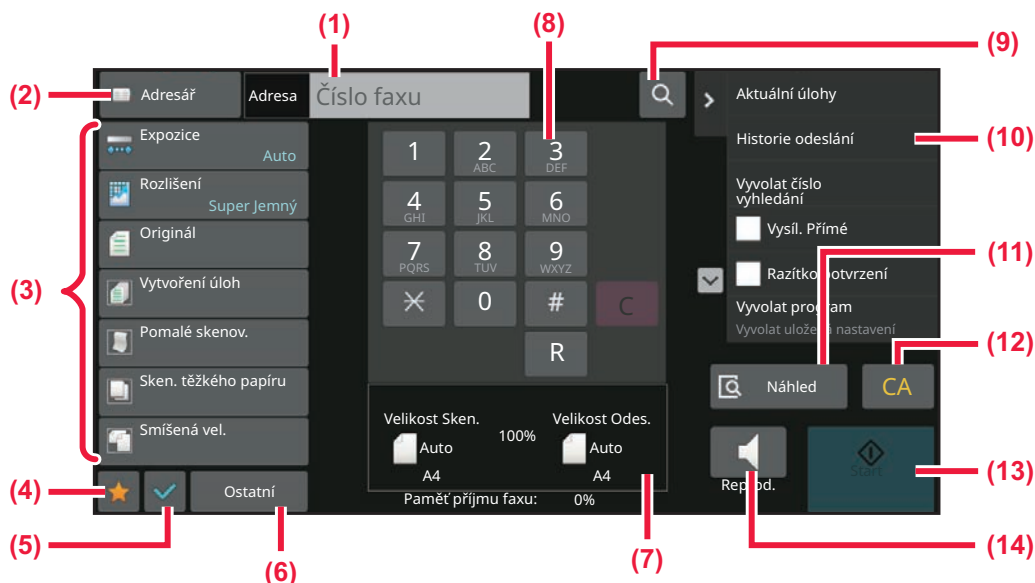 (1)
(8)
(9)
(2)
Adresář
Adresa
Číslo faxu
Aktuální úlohy
(3)
Expozice
Auto
Rozlišení
Super Jemný
Originál
Vytvoření úloh
Pomalé skenov.
Sken. těžkého papíru
Smíšená vel.
1
2
ABC
3
DEF
4
GHI
5
JKL
6
MNO
7
PQRS
8
TUV
9
WXYZ
0
#
C
R
Historie odeslání
(10)
Vyvolat číslo
vyhledání
Vysíl. Přímé
(11)
Razítko potvrzení
Vyvolat program
Vyvolat uložená nastavení
(12)
Náhled
CA
Velikost Sken.
Auto
A4
100%
Velikost Odes.
Auto
A4
Paměť příjmu faxu: 0%
Reprod.
Start
(13)
(4)
(5)
Ostatní
(6)
(7)
(14)